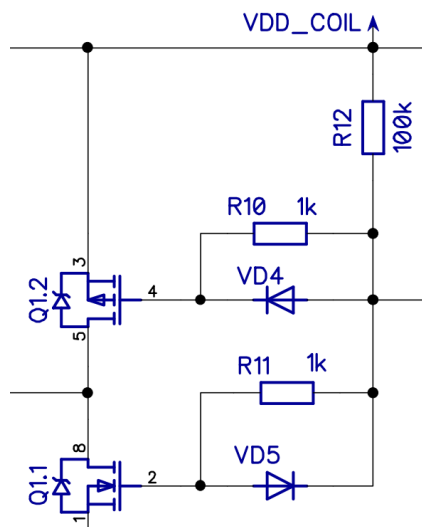 VDD_COIL
R12
100k
R10 1k
3
VD4
4
Q1.2
5
R11 1k
8
VD5
2
Q1.1
1